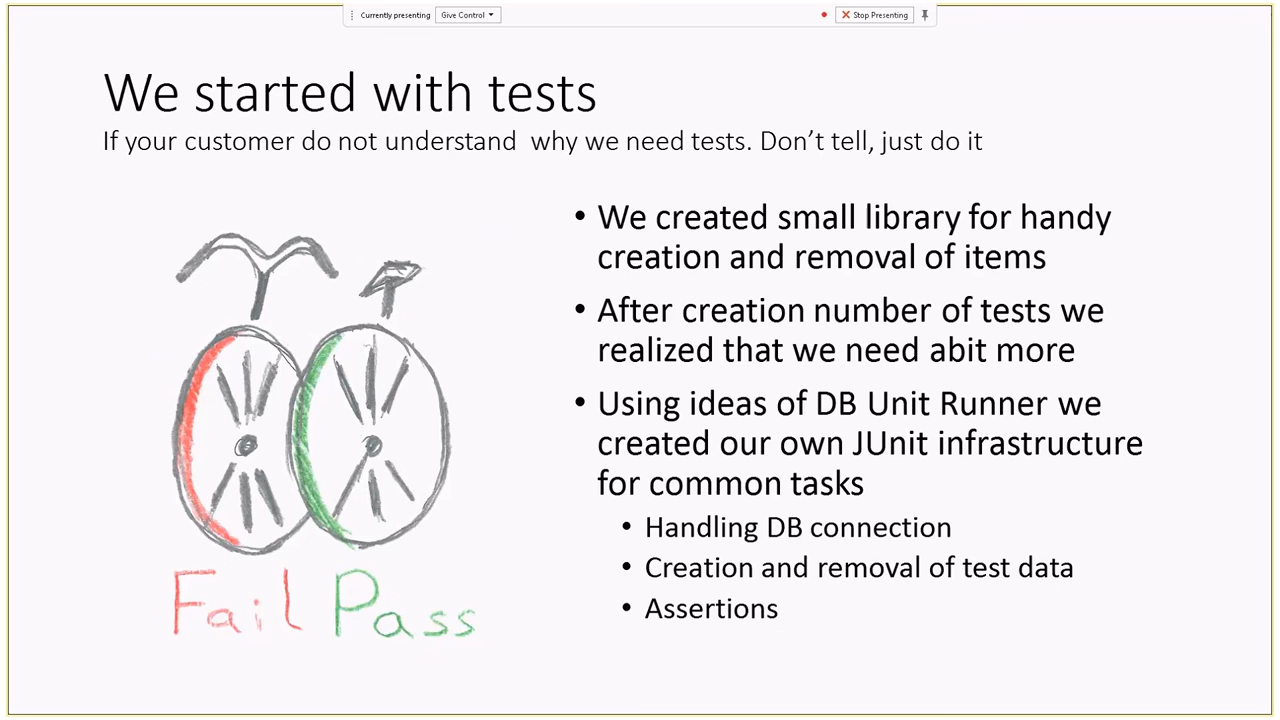 Currently presenting Give Control Stop Presenting
We started with tests
If your customer do not understand  why we need tests. Don't tell, just do it
• We created small library for handy
creation and removal of items
• After creation number of tests we
realized that we need abit more
• Using ideas of DB Unit Runner we
created our own JUnit infrastructure
for common tasks
• Handling DB connection
• Creation and removal of test data
• Assertions
Fail Pass